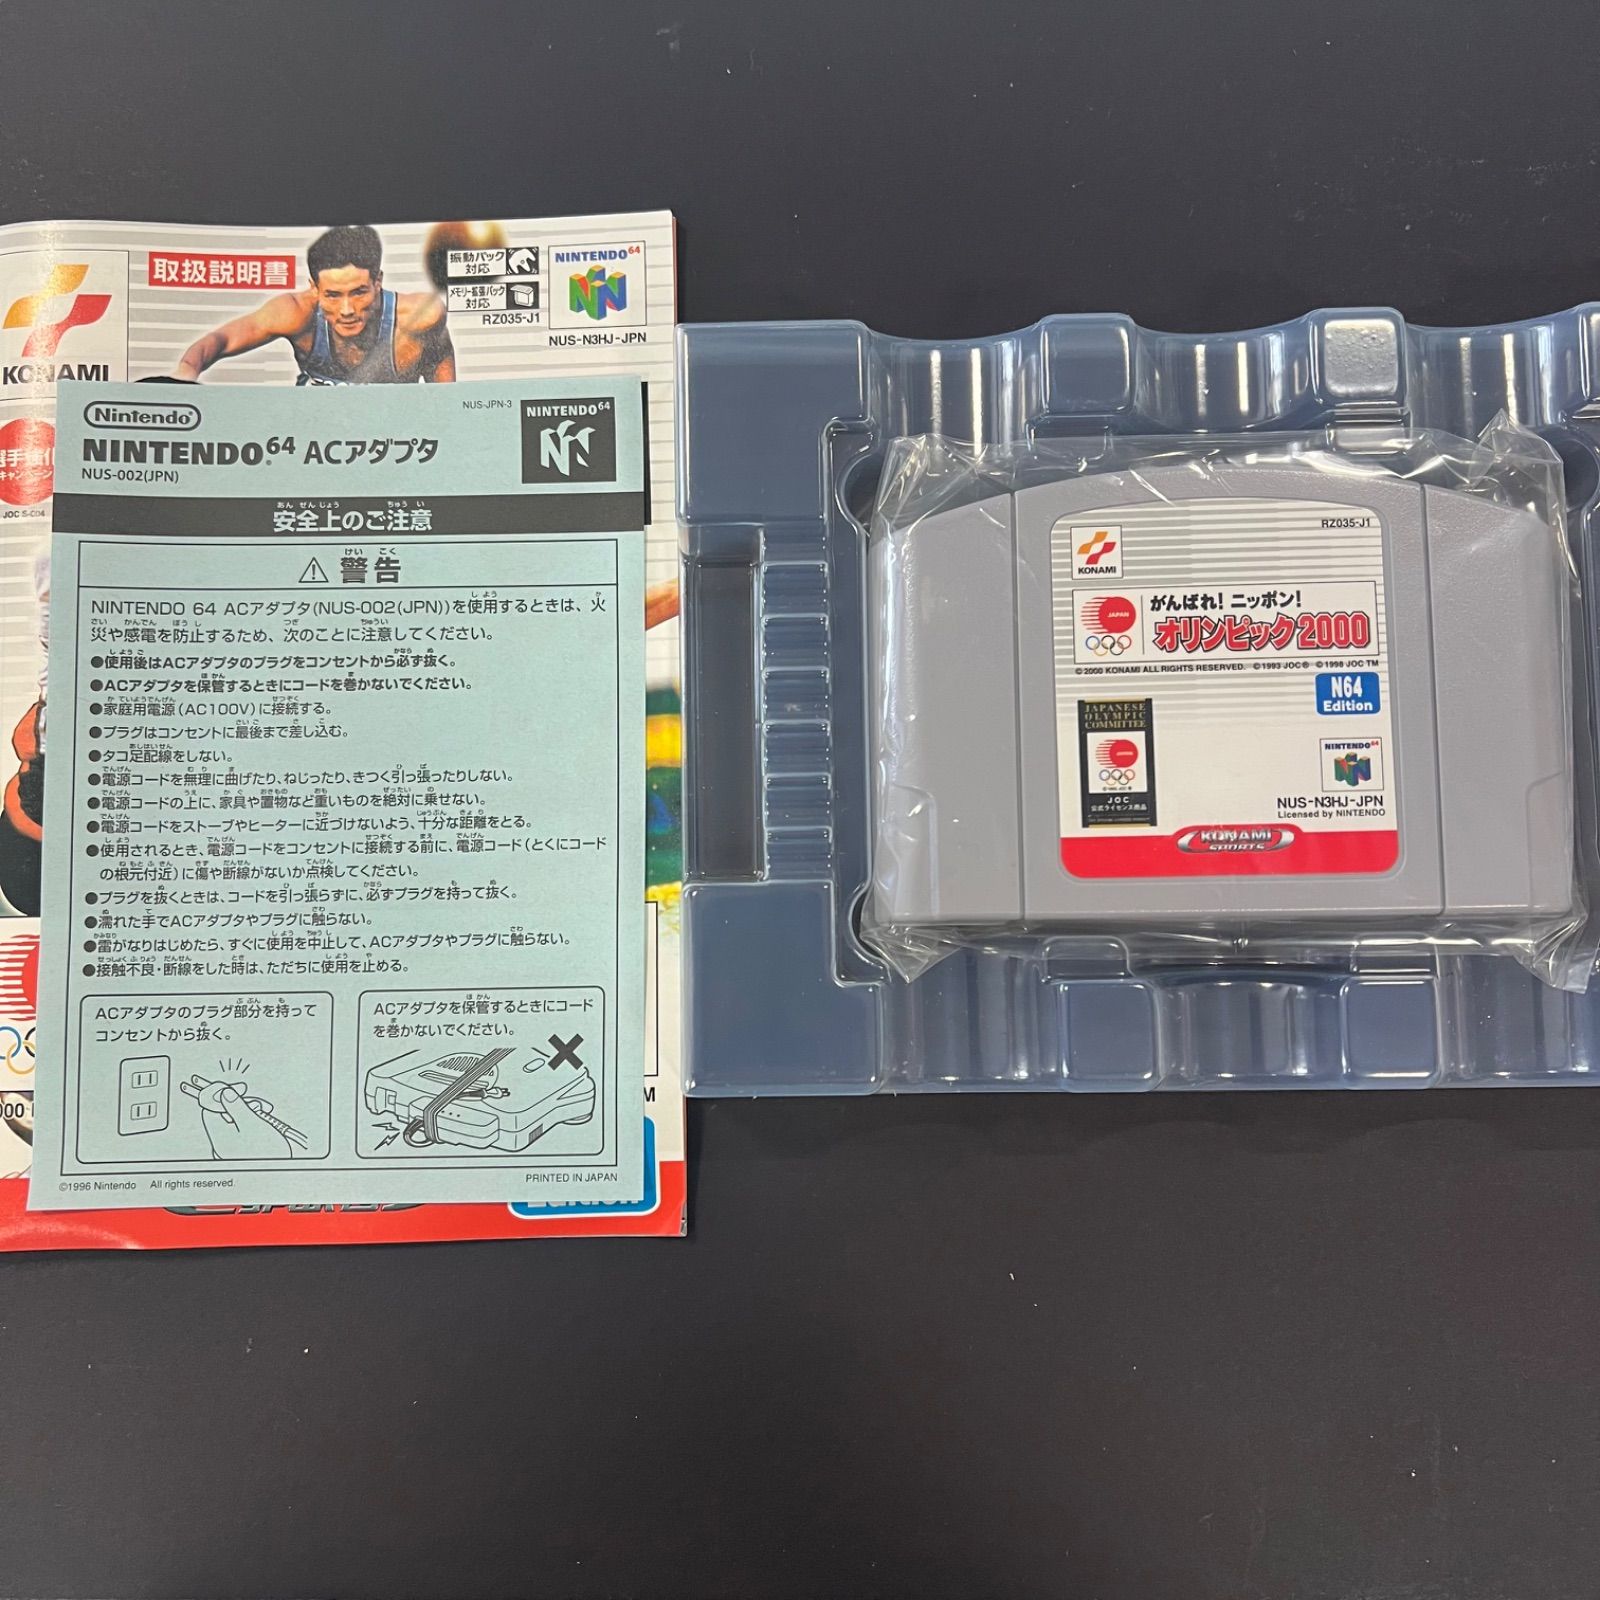 取扱説明書
振動パック
対応
メモリー拡張パック
対応
RZ035-J1
NINTENDO64
NUS-N3HJ-JPN
KONAMI
JOC S-C04
Nintendo
NUS-JPN-3
NINTENDO64
NINTENDO64 ACアダプタ
NUS-002(JPN)
安全上のご注意
警告
NINTENDO 64 ACアダプタ(NUS-002(JPN))を使用するときは、火
災や感電を防止するため、次のことに注意してください。
●使用後はACアダプタのプラグをコンセントから必ず抜く。
●ACアダプタを保管するときにコードを巻かないでください。
●家庭用電源(AC100V)に接続する。
●プラグはコンセントに最後まで差し込む。
●タコ足配線をしない。
●電源コードを無理に曲げたり、ねじったり、きつく引っ張ったりしない。
●電源コードの上に、家具や置物など重いものを絶対に乗せない。
●電源コードをストーブやヒーターに近づけないよう、十分な距離をとる。
●使用されるとき、電源コードをコンセントに接続する前に、電源コード(とくにコード
の根元付近)に傷や断線がないか点検してください。
●プラグを抜くときは、コードを引っ張らずに、必ずプラグを持って抜く。
●濡れた手でACアダプタやプラグに触らない。
●雷がなりはじめたら、すぐに使用を中止して、ACアダプタやプラグに触らない。
●接触不良・断線をした時は、ただちに使用を止める。
ACアダプタのプラグ部分を持って
コンセントから抜く。
ACアダプタを保管するときにコード
を巻かないでください。
©1996 Nintendo All rights reserved.
PRINTED IN JAPAN
Edition
RZ035-J1
KONAMI
JAPAN
がんばれ!ニッポン!
オリンピック2000
©2000 KONAMI ALL RIGHTS RESERVED. ©1993 JOC® ©1998 JOC TM
N64
Edition
JAPANESE
OLYMPIC
COMMITTEE
JAPAN
JOC
公式ライセンス商品
NINTENDO64
NUS-N3HJ-JPN
Licensed by NINTENDO
KONAMI
SPORTS